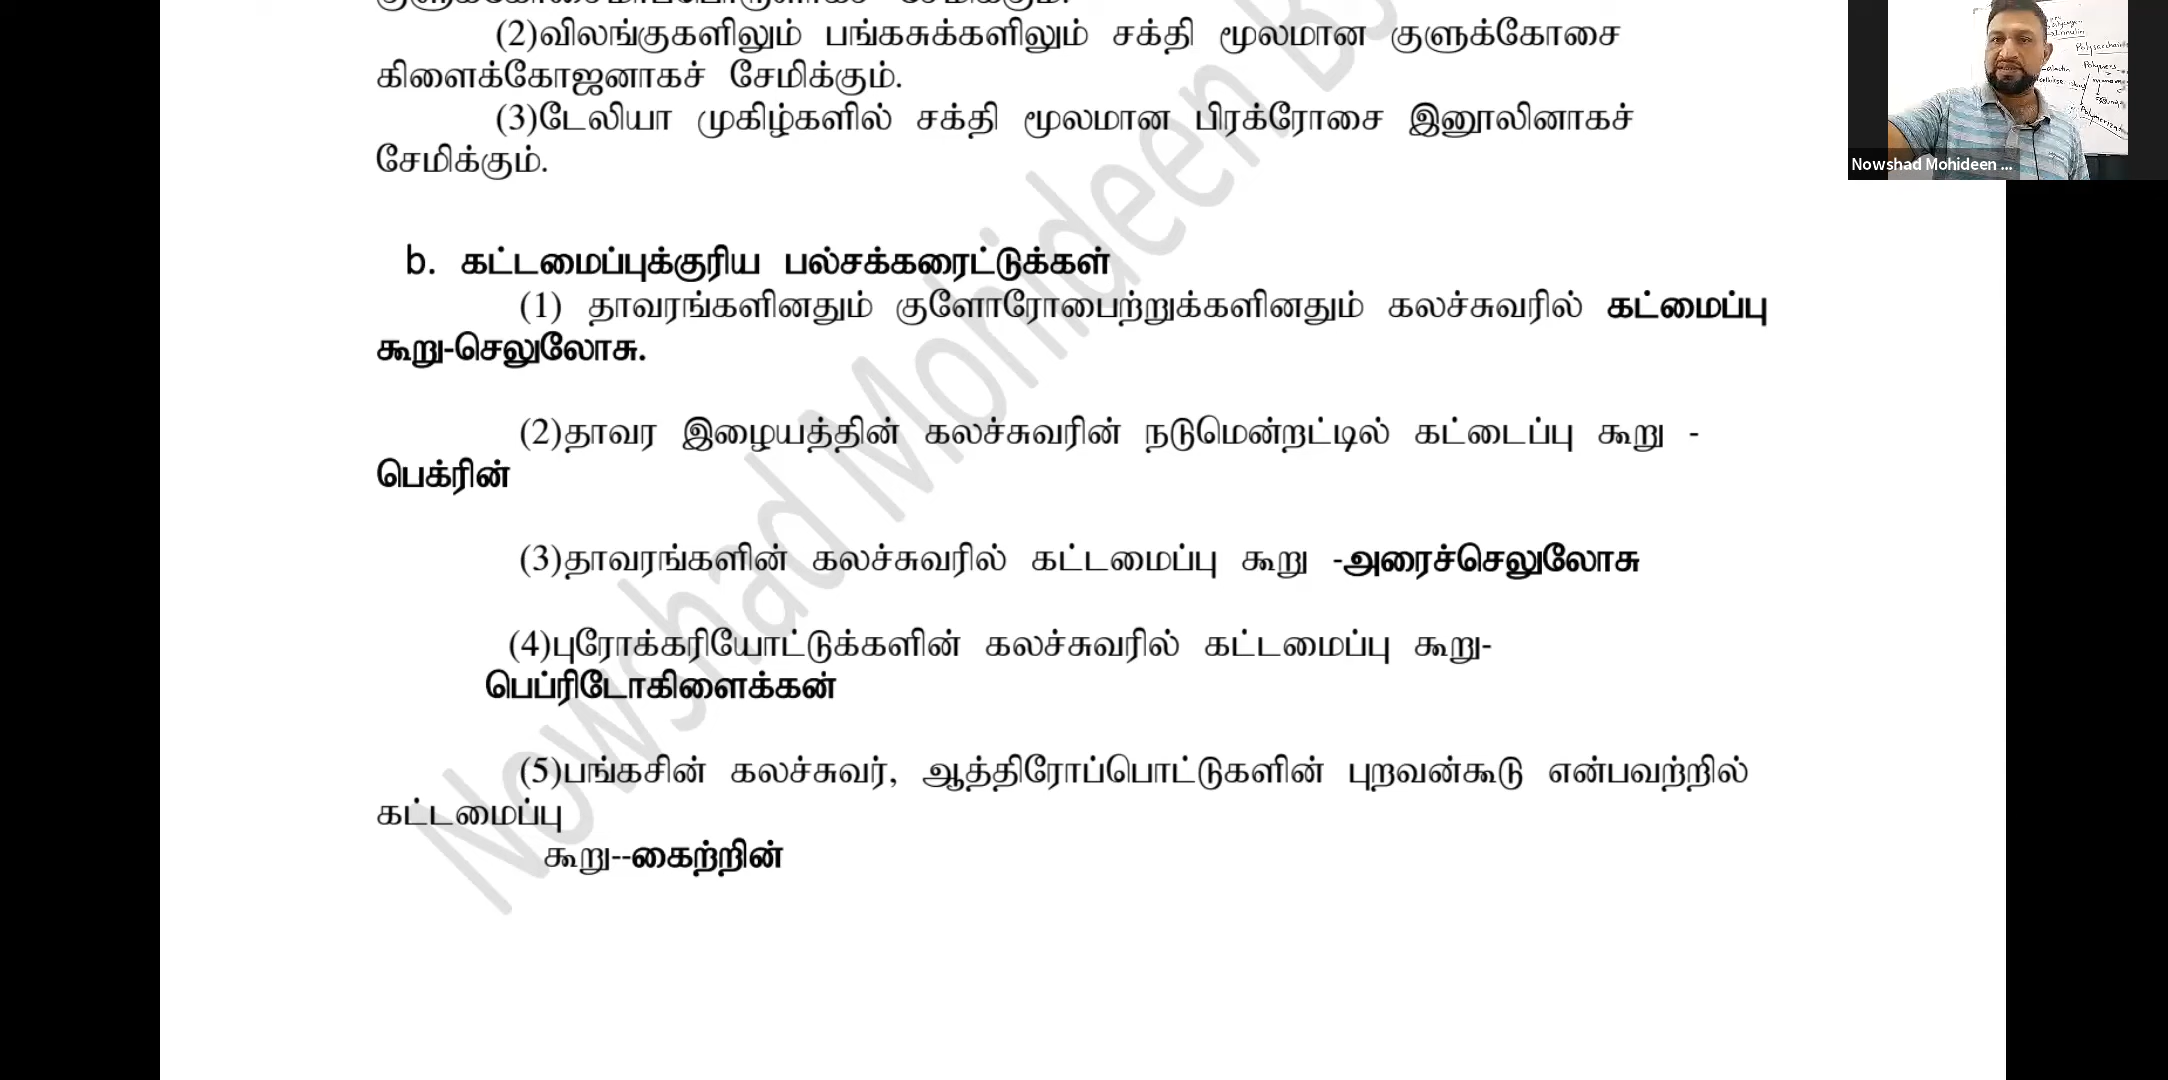 (2)விலங்குகளிலும் பங்கசுக்களிலும் சக்தி மூலமான குளுக்கோசை
கிளைக்கோஜனாகச் சேமிக்கும்.
(3)டேலியா முகிழ்களில் சக்தி மூலமான பிரக்ரோசை இனூலினாகச்
சேமிக்கும்.
b. கட்டமைப்புக்குரிய பல்சக்கரைட்டுக்கள்
(1) தாவரங்களினதும் குளோரோபைற்றுக்களினதும் கலச்சுவரில் கட்மைப்பு
கூறு-செலுலோசு.
(2)தாவர இழையத்தின் கலச்சுவரின் நடுமென்றட்டில் கட்டைப்பு கூறு -
பெக்ரின்
(3)தாவரங்களின் கலச்சுவரில் கட்டமைப்பு கூறு -அரைச்செலுலோசு
(4)புரோக்கரியோட்டுக்களின் கலச்சுவரில் கட்டமைப்பு கூறு-
பெப்ரிடோகிளைக்கன்
(5)பங்கசின் கலச்சுவர், ஆத்திரோப்பொட்டுகளின் புறவன்கூடு என்பவற்றில்
கட்டமைப்பு
கூறு--கைற்றின்
Nowshad Mohideen
Nowshad Mohideen ...
Polymers